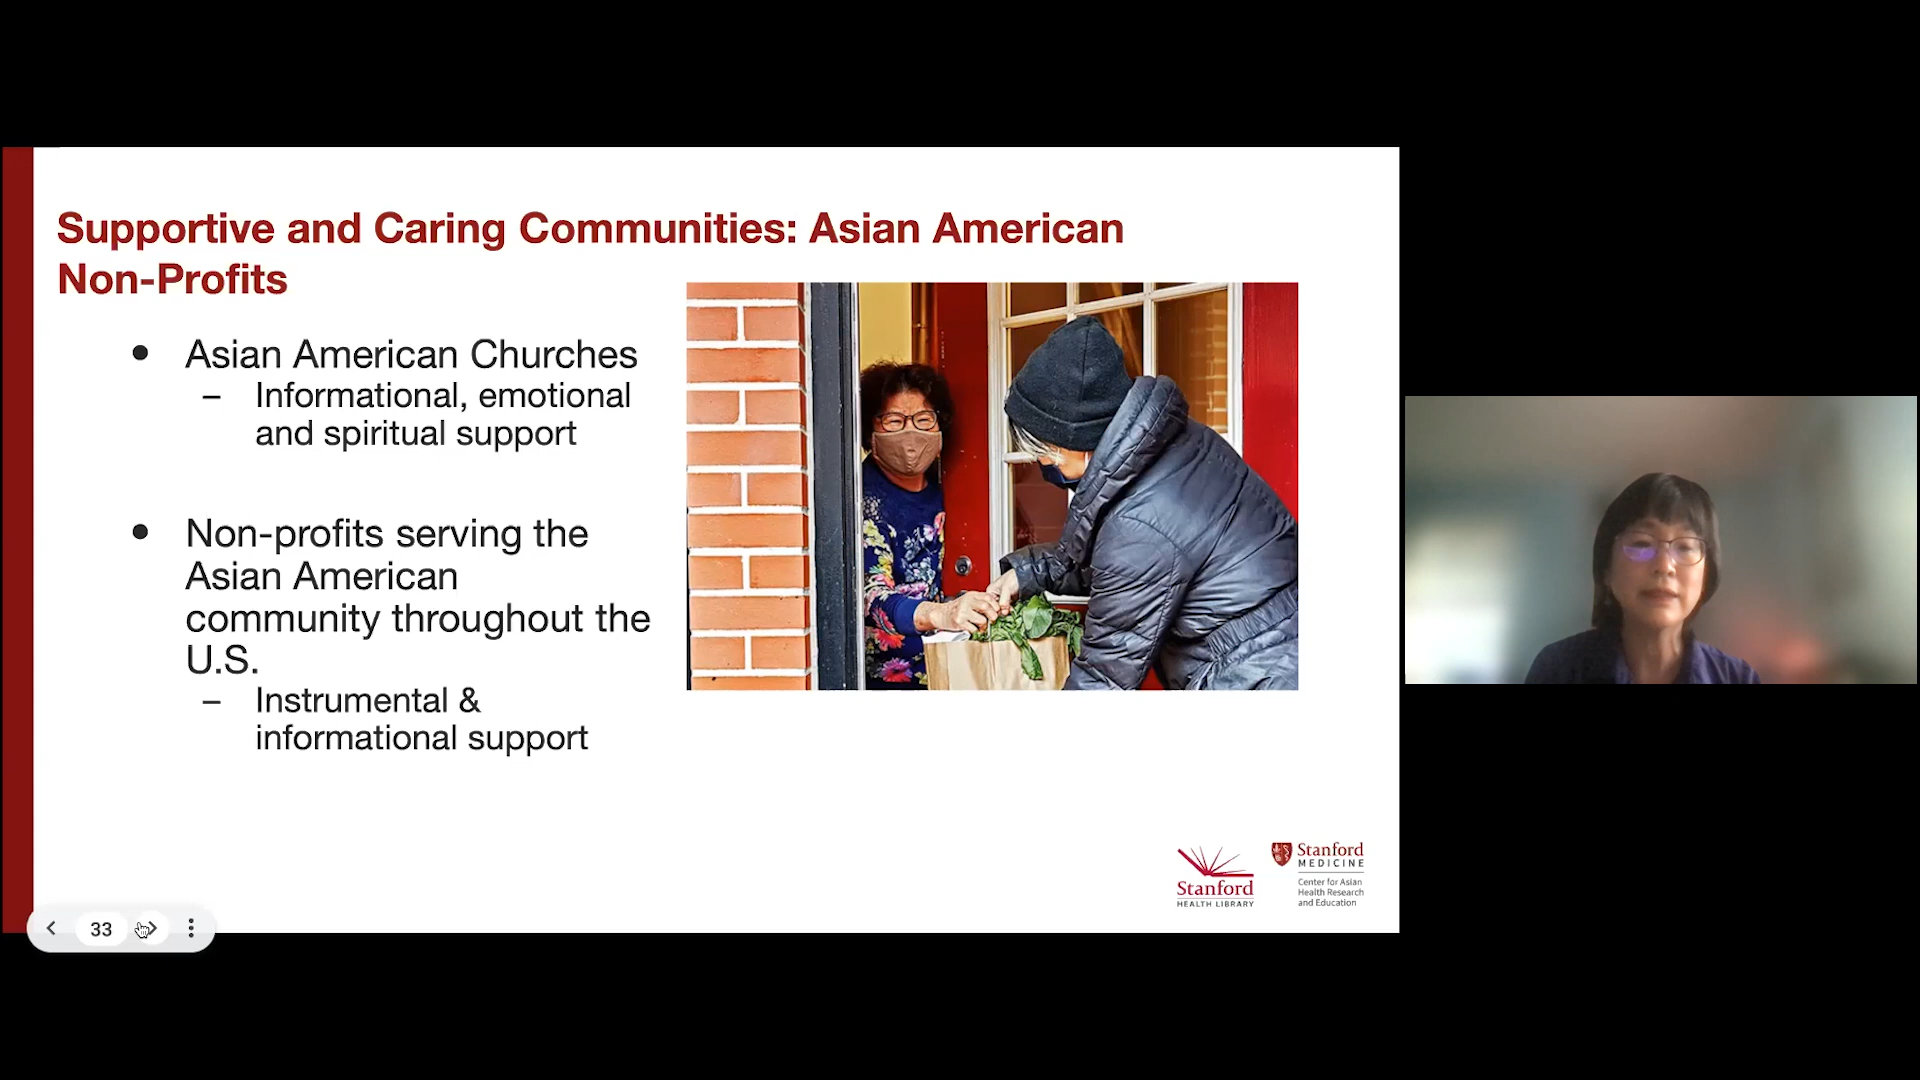 Supportive and Caring Communities: Asian American
Non-Profits
● Asian American Churches
– Informational, emotional
and spiritual support
● Non-profits serving the
Asian American
community throughout the
U.S.
– Instrumental &
informational support
Stanford
HEALTH LIBRARY
Stanford
MEDICINE
Center for Asian
Health Research
and Education
33